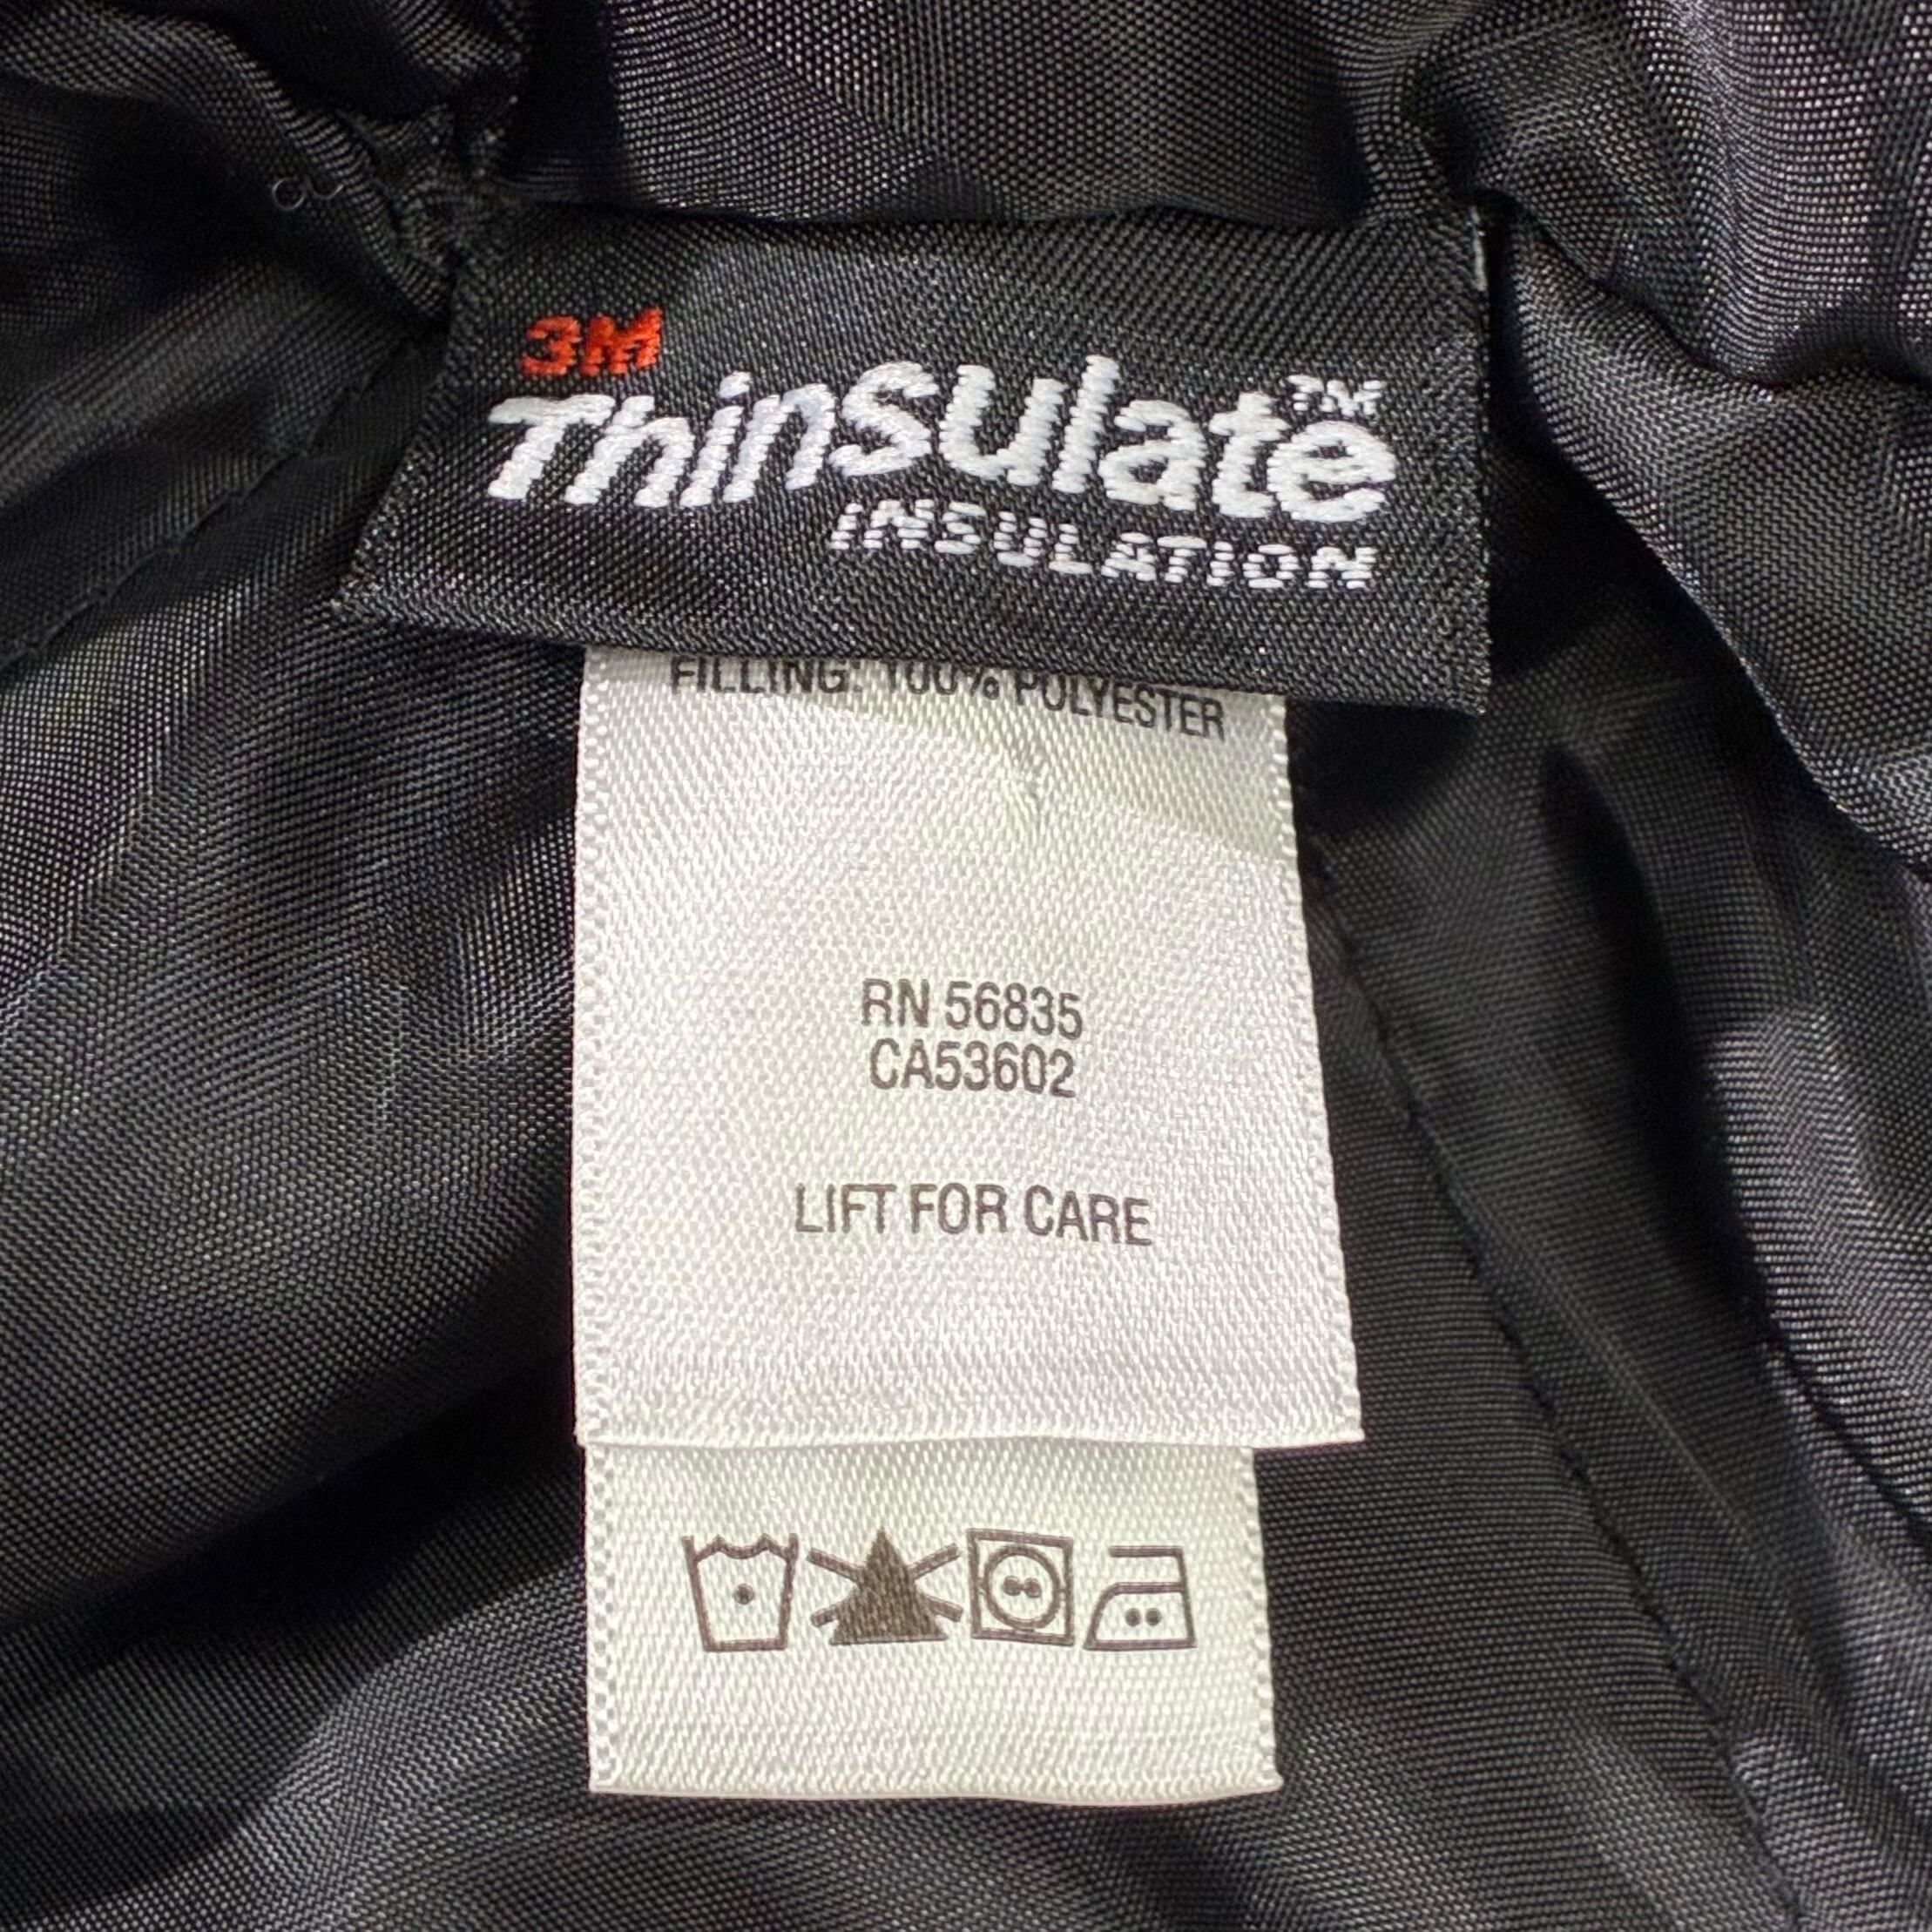 3M
Thinsulate™
INSULATION
FILLING: 100% POLYESTER
RN 56835
CA53602
LIFT FOR CARE